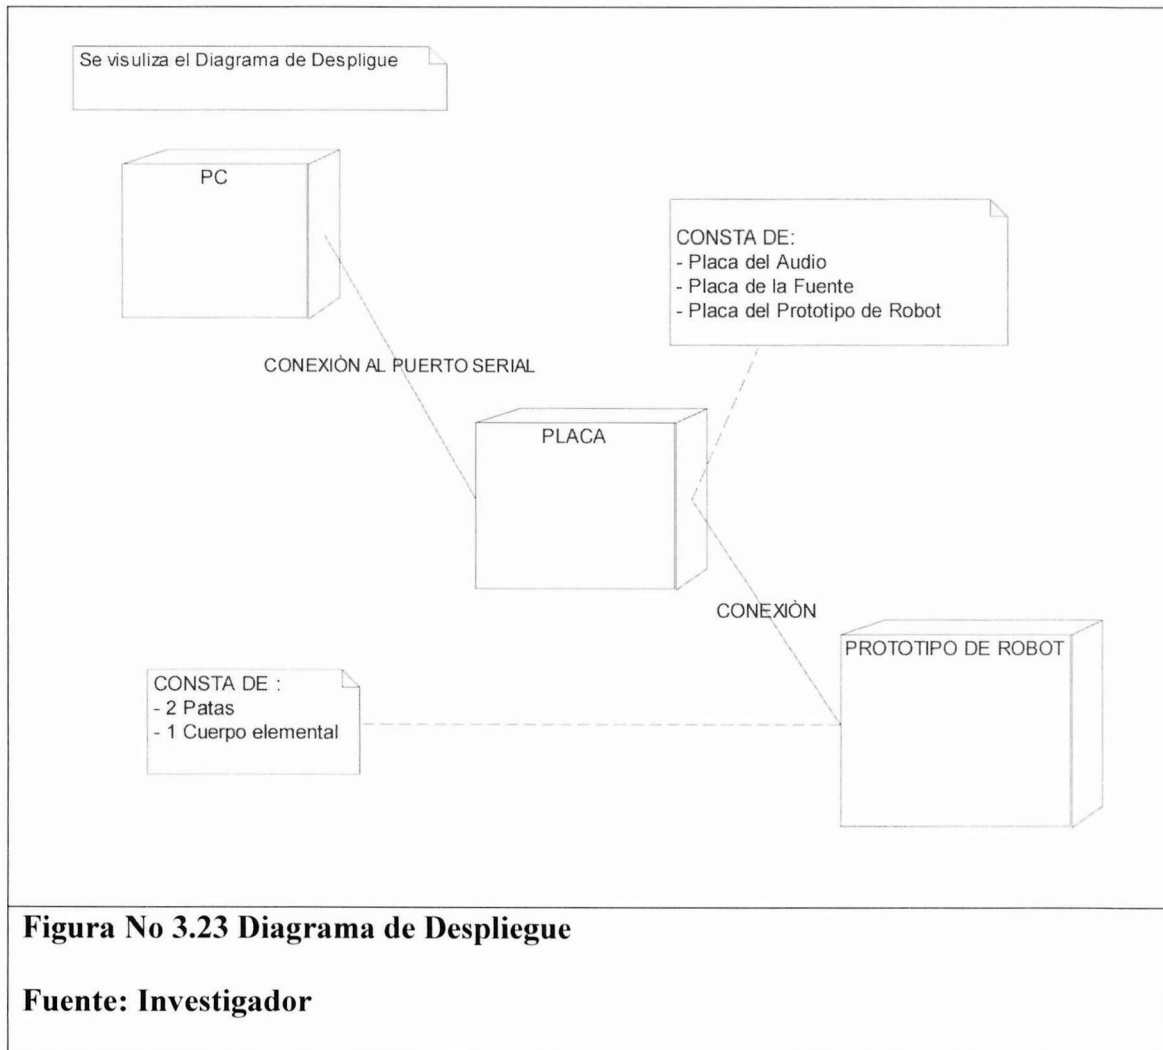 Se visuliza el Diagrama de Despligue
PC
CONSTA DE:
- Placa del Audio
- Placa de la Fuente
- Placa del Prototipo de Robot
CONEXIÒN AL PUERTO SERIAL
PLACA
CONEXIÒN
PROTOTIPO DE ROBOT
CONSTA DE :
- 2 Patas
- 1 Cuerpo elemental
Figura No 3.23 Diagrama de Despliegue
Fuente: Investigador